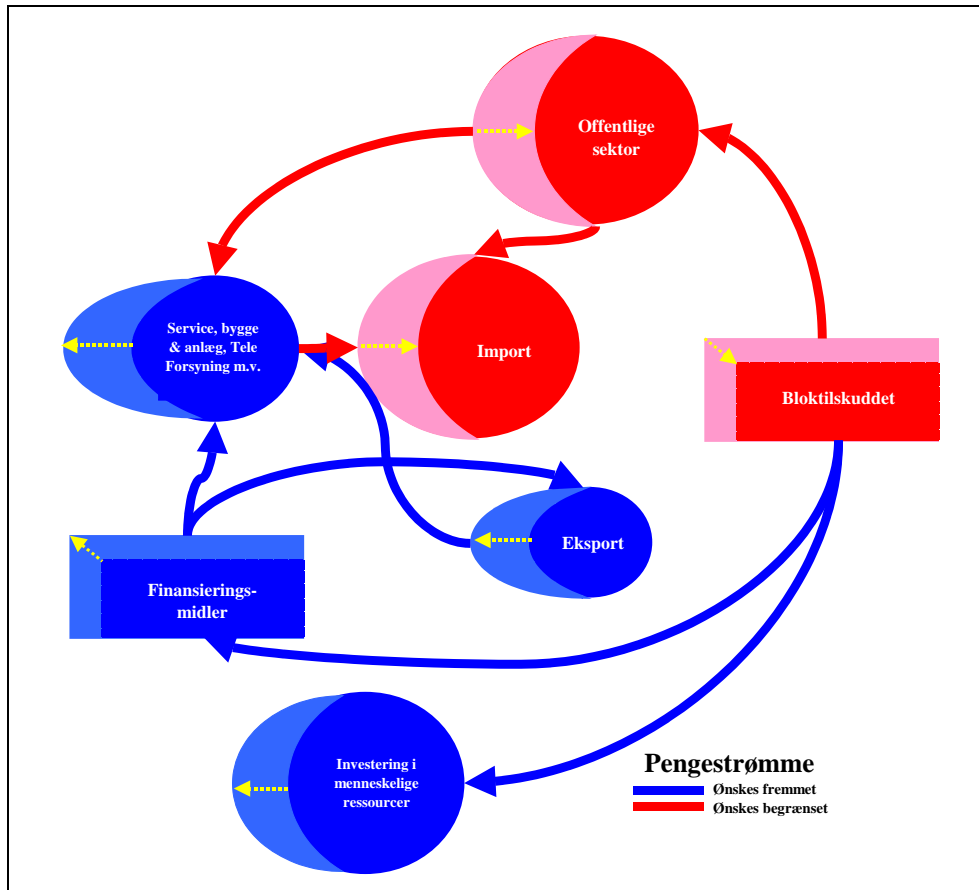 Offentlige
sektor
Service, bygge
& anlæg, Tele
Forsyning m.v.
Import
Bloktilskuddet
Eksport
Finansierings-
midler
Investering i
menneskelige
ressourcer
Pengestrømme
Ønskes fremmet
Ønskes begrænset